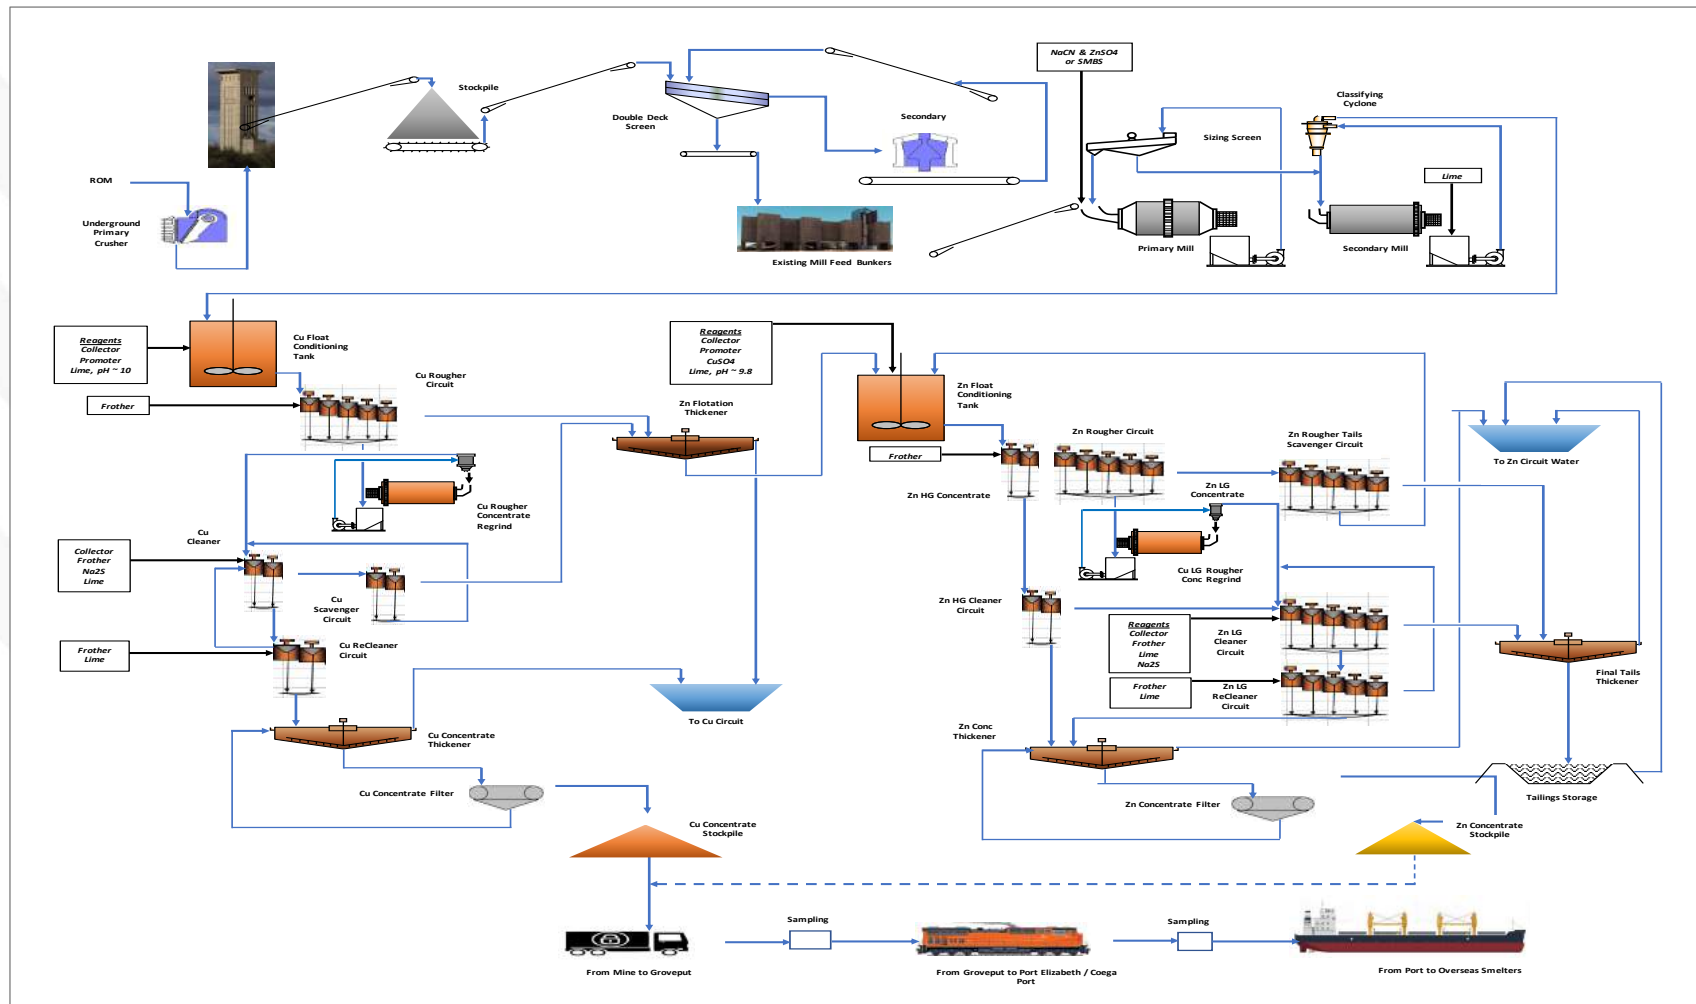 NaCN & ZnSO4
or SMBS
Stockpile
Classifying
Cyclone
Double Deck
Screen
Secondary
Sizing Screen
ROM
Lime
Underground
Primary
Crusher
Existing Mill Feed Bunkers
Primary Mill
Secondary Mill
Reagents
Collector
Promoter
Lime, pH ~ 10
Cu Float
Conditioning
Tank
Cu Rougher
Circuit
Frother
Zn Flotation
Thickener
Reagents
Collector
Promoter
CuSO4
Lime, pH ~ 9.8
Zn Float
Conditioning
Tank
Frother
Zn Rougher Circuit
Zn Rougher Tails
Scavenger Circuit
To Zn Circuit Water
Zn HG Concentrate
Zn LG
Concentrate
Cu Rougher
Concentrate
Regrind
Cu
Cleaner
Collector
Frother
Na2S
Lime
Cu
Scavenger
Circuit
Cu LG Rougher
Conc Regrind
Zn HG Cleaner
Circuit
Reagents
Collector
Frother
Lime
Na2S
Zn LG
Cleaner
Circuit
Frother
Lime
Cu ReCleaner
Circuit
Frother
Lime
Zn LG
ReCleaner
Circuit
Final Tails
Thickener
To Cu Circuit
Cu Concentrate
Thickener
Zn Conc
Thickener
Cu Concentrate Filter
Zn Concentrate Filter
Tailings Storage
Cu Concentrate
Stockpile
Zn Concentrate
Stockpile
Sampling
Sampling
From Mine to Groveput
From Groveput to Port Elizabeth / Coega
Port
From Port to Overseas Smelters